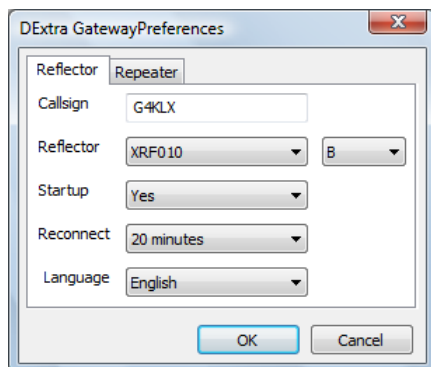 DExtra GatewayPreferences
Reflector Repeater
Callsign G4KLX
Reflector XRF010 B
Startup Yes
Reconnect 20 minutes
Language English
OK Cancel